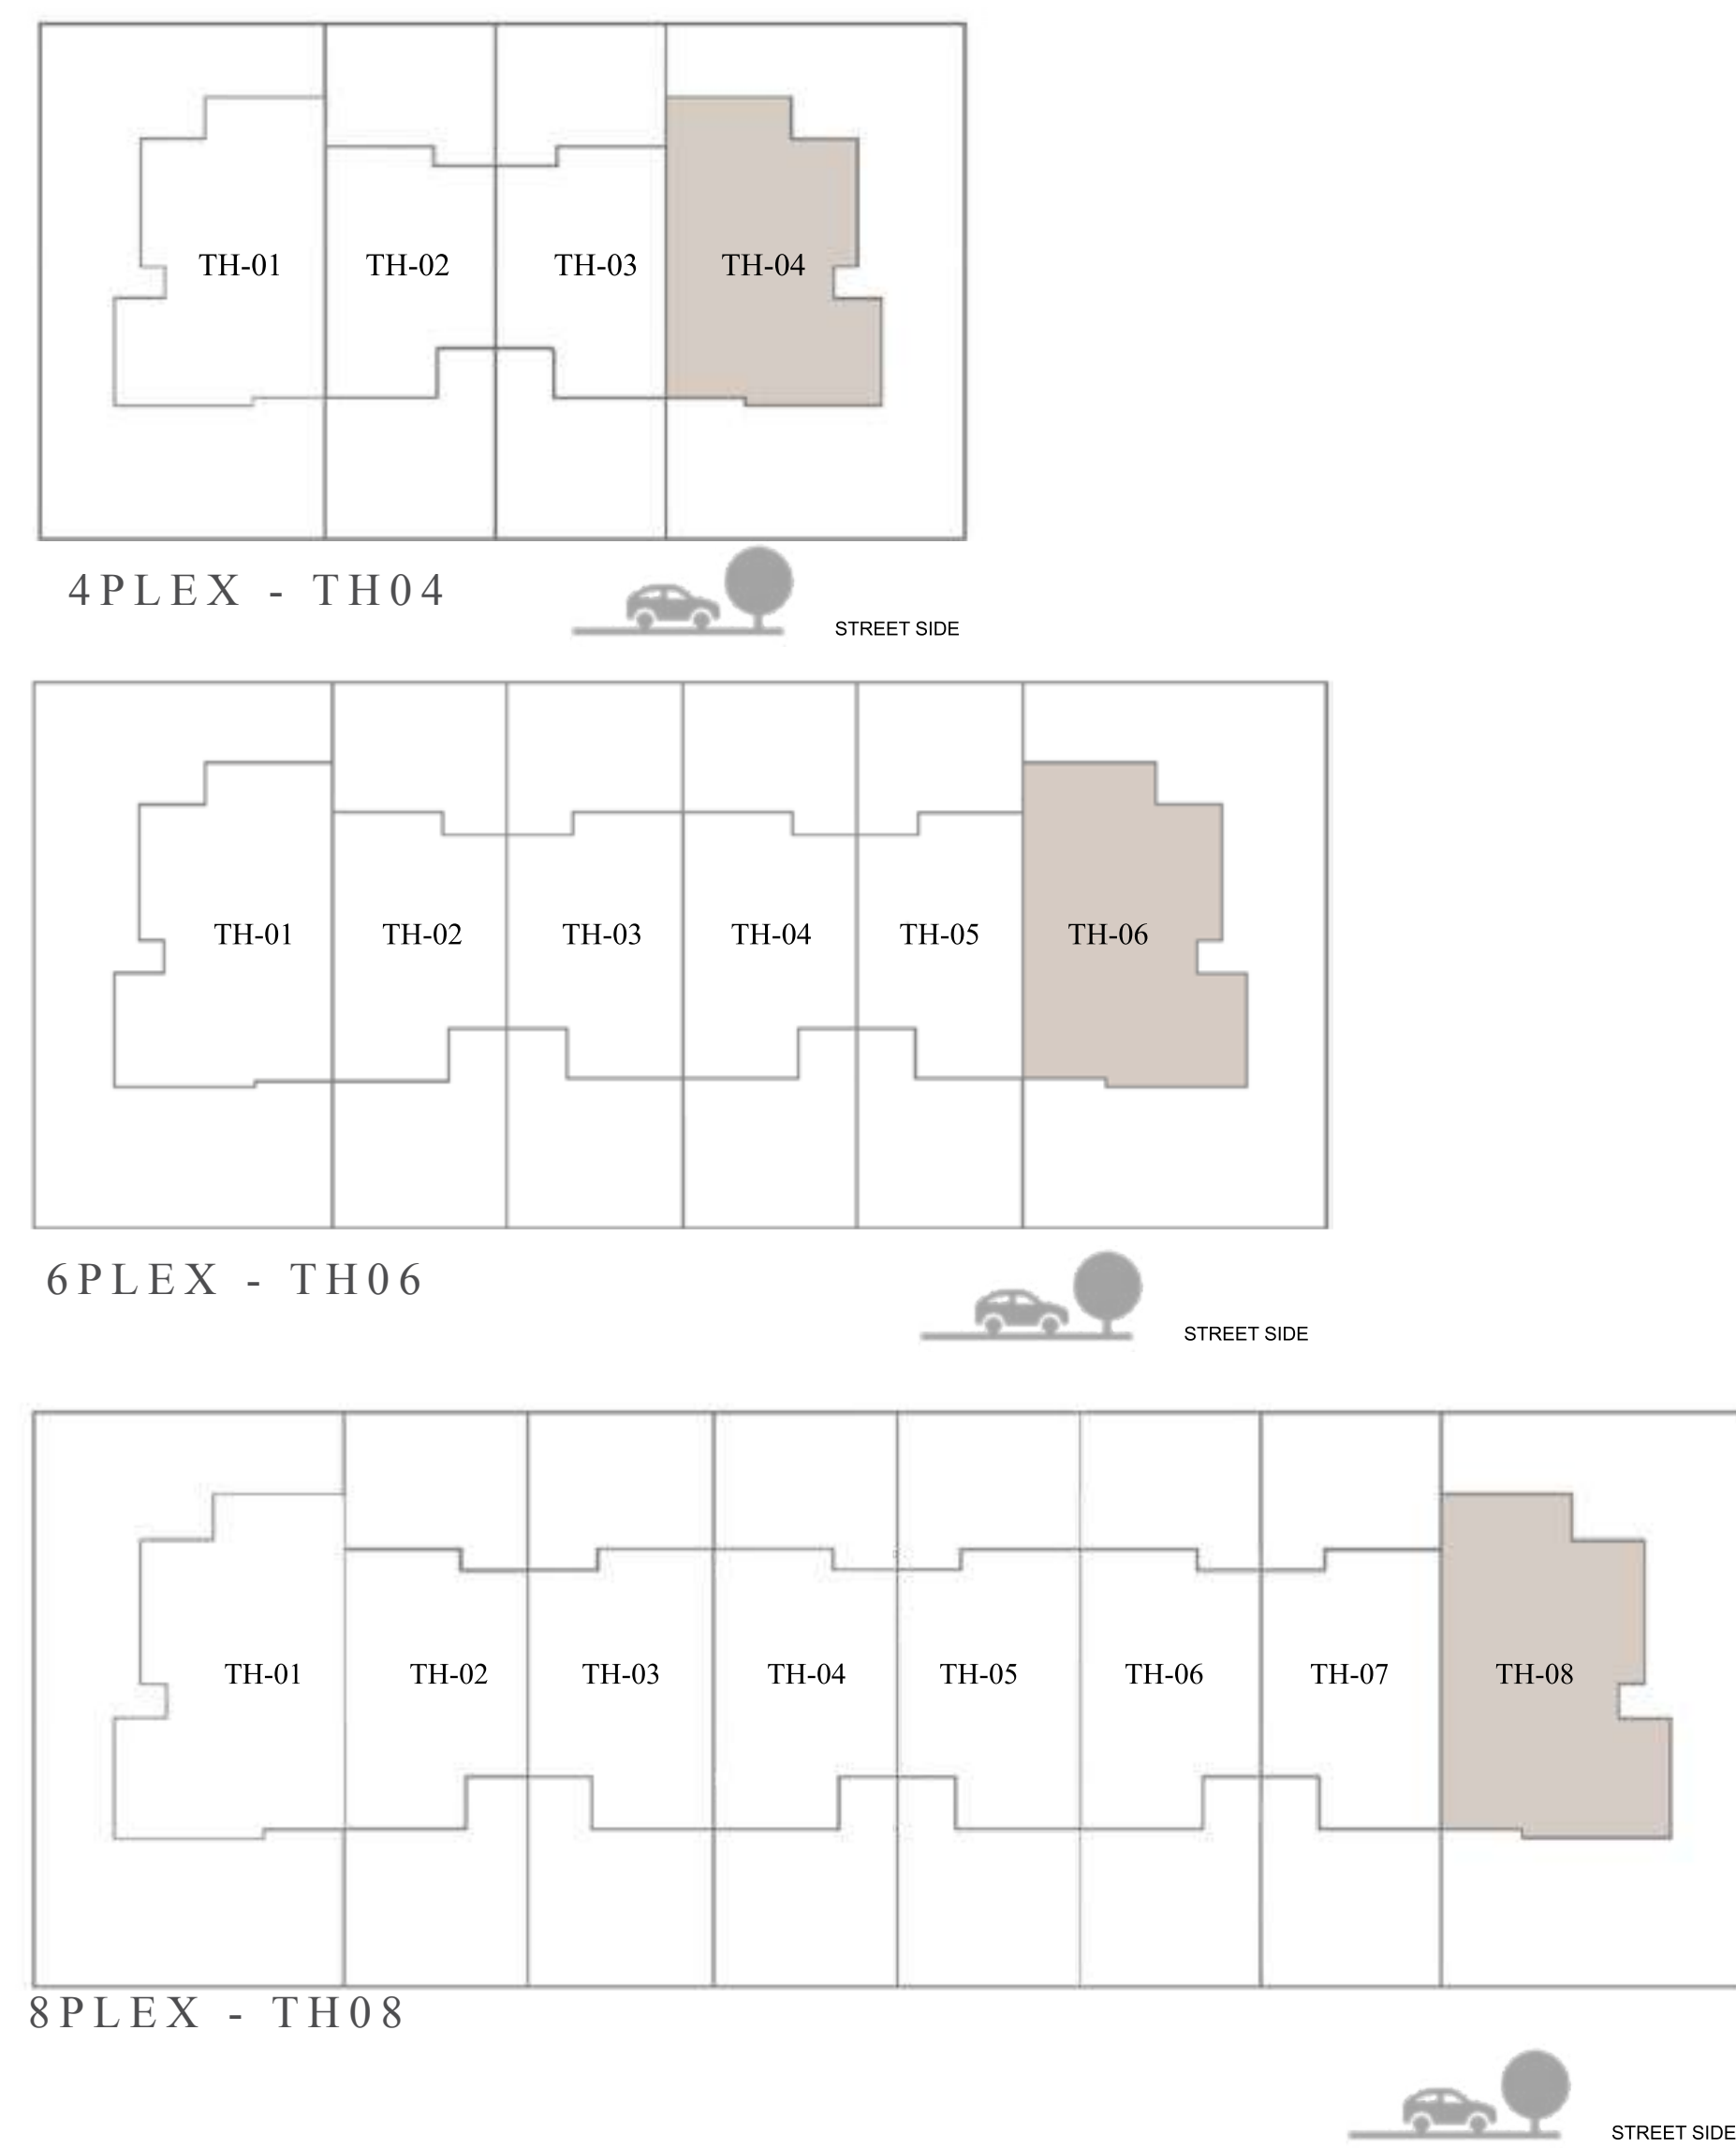 TH-01 TH-02 TH-03 TH-04
4PLEX - TH04
STREET SIDE
TH-01 TH-02 TH-03 TH-04 TH-05 TH-06
6PLEX - TH06
STREET SIDE
TH-01 TH-02 TH-03 TH-04 TH-05 TH-06 TH-07 TH-08
8PLEX - TH08
STREET SIDE